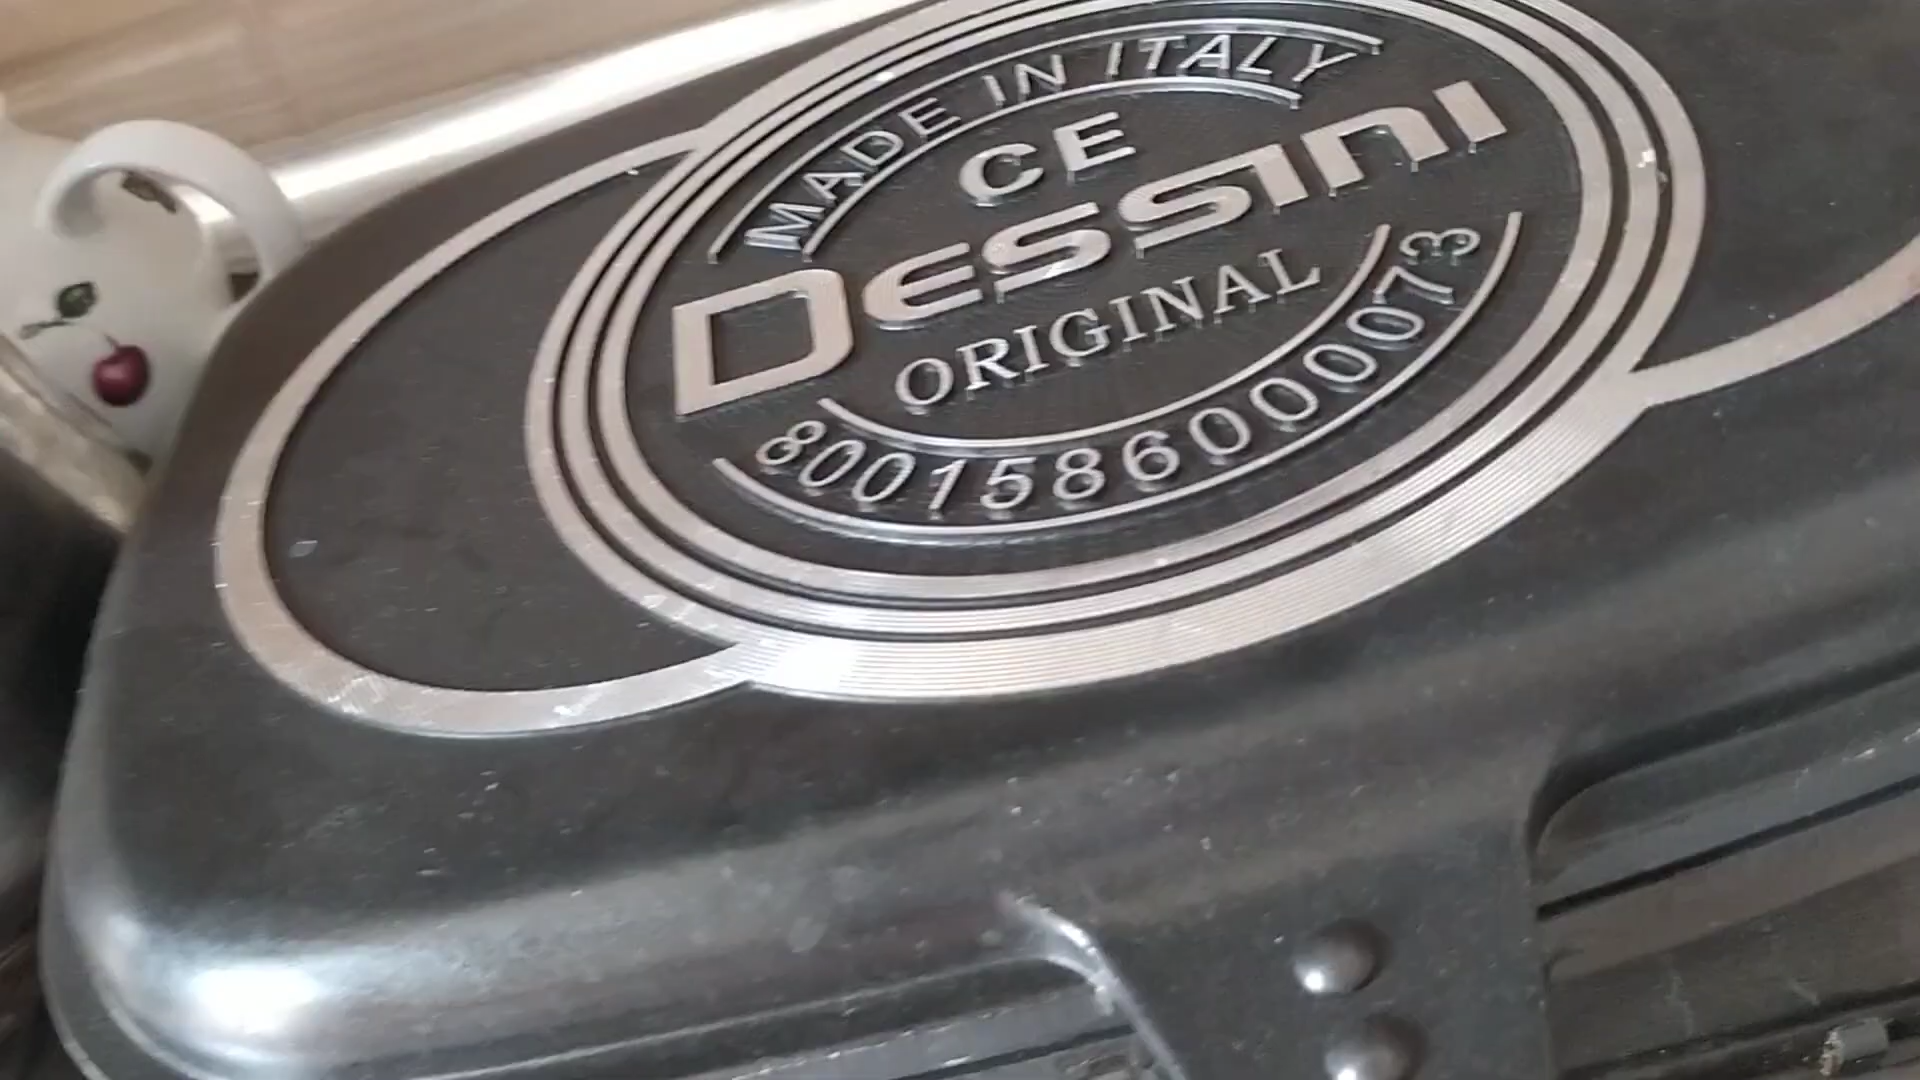 MADE IN ITALY
CE
DESSINI
ORIGINAL
8001586000073